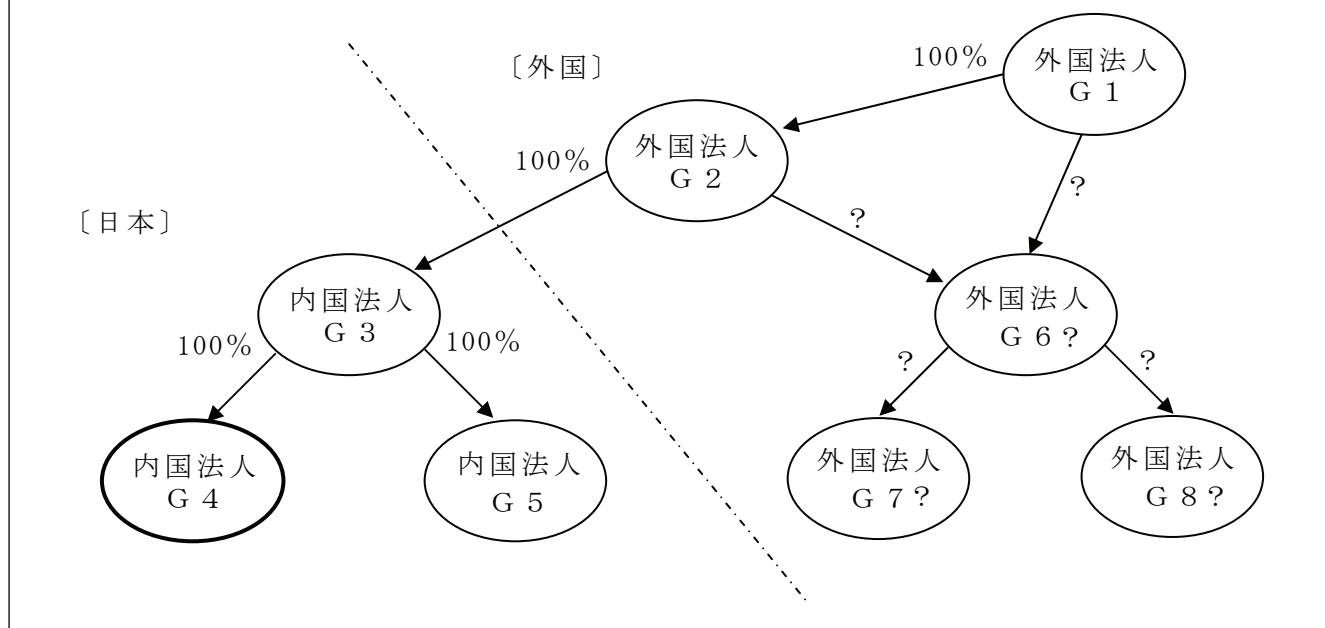 〔外国〕
100%
外国法人
G 1
100%
外国法人
G 2
?
?
〔日本〕
内国法人
G 3
外国法人
G 6?
100%
100%
?
?
内国法人
G 4
内国法人
G 5
外国法人
G 7?
外国法人
G 8?